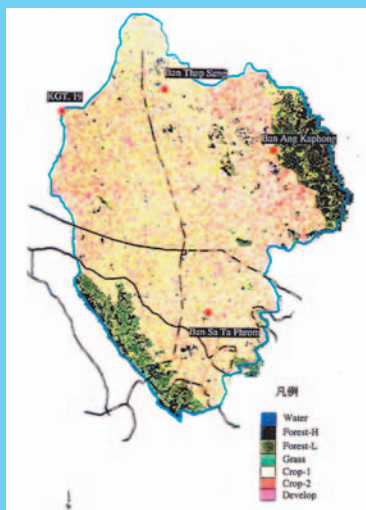 Ban Thap Sang
KGT. 19
Ban Ang Kaphong
Ban Sa Ta Phrom
凡例
Water
Forest-H
Forest-L
Grass
Crop-1
Crop-2
Develop